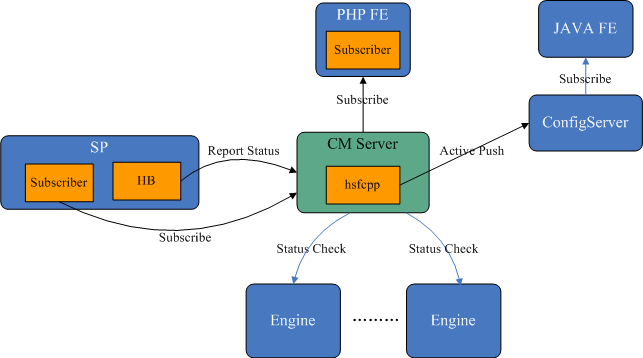 PHP FE
Subscriber
JAVA FE
Subscribe
Subscribe
ConfigServer
SP
CM Server
Report Status
Active Push
Subscriber
HB
hsfcpp
Subscribe
Status Check
Status Check
Engine
.........
Engine